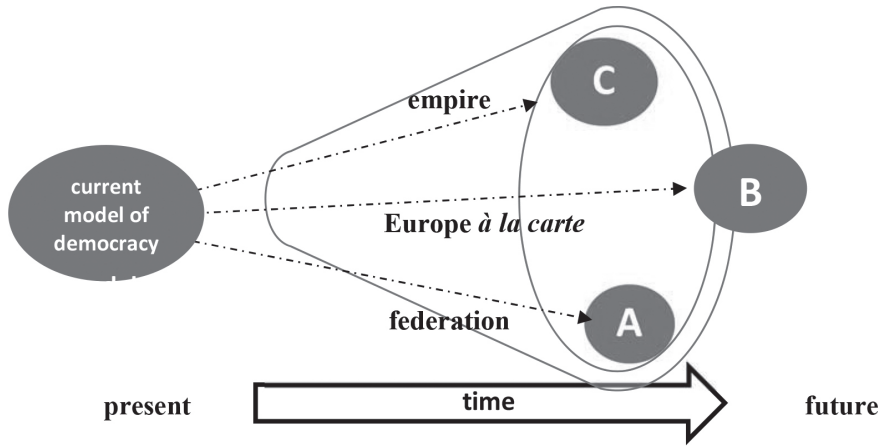 C
empire
current
model of
democracy
B
Europe à la carte
federation
A
present
time
future